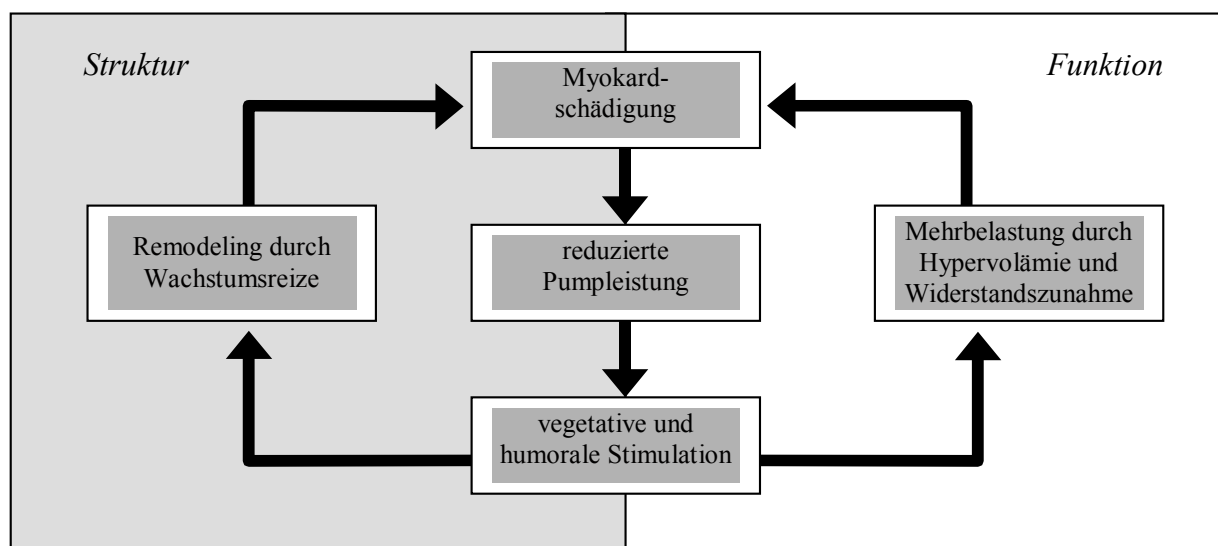 Struktur
Funktion
Myokard-
schädigung
Remodeling durch
Wachstumsreize
reduzierte
Pumpleistung
Mehrbelastung durch
Hypervolämie und
Widerstandszunahme
vegetative und
humorale Stimulation